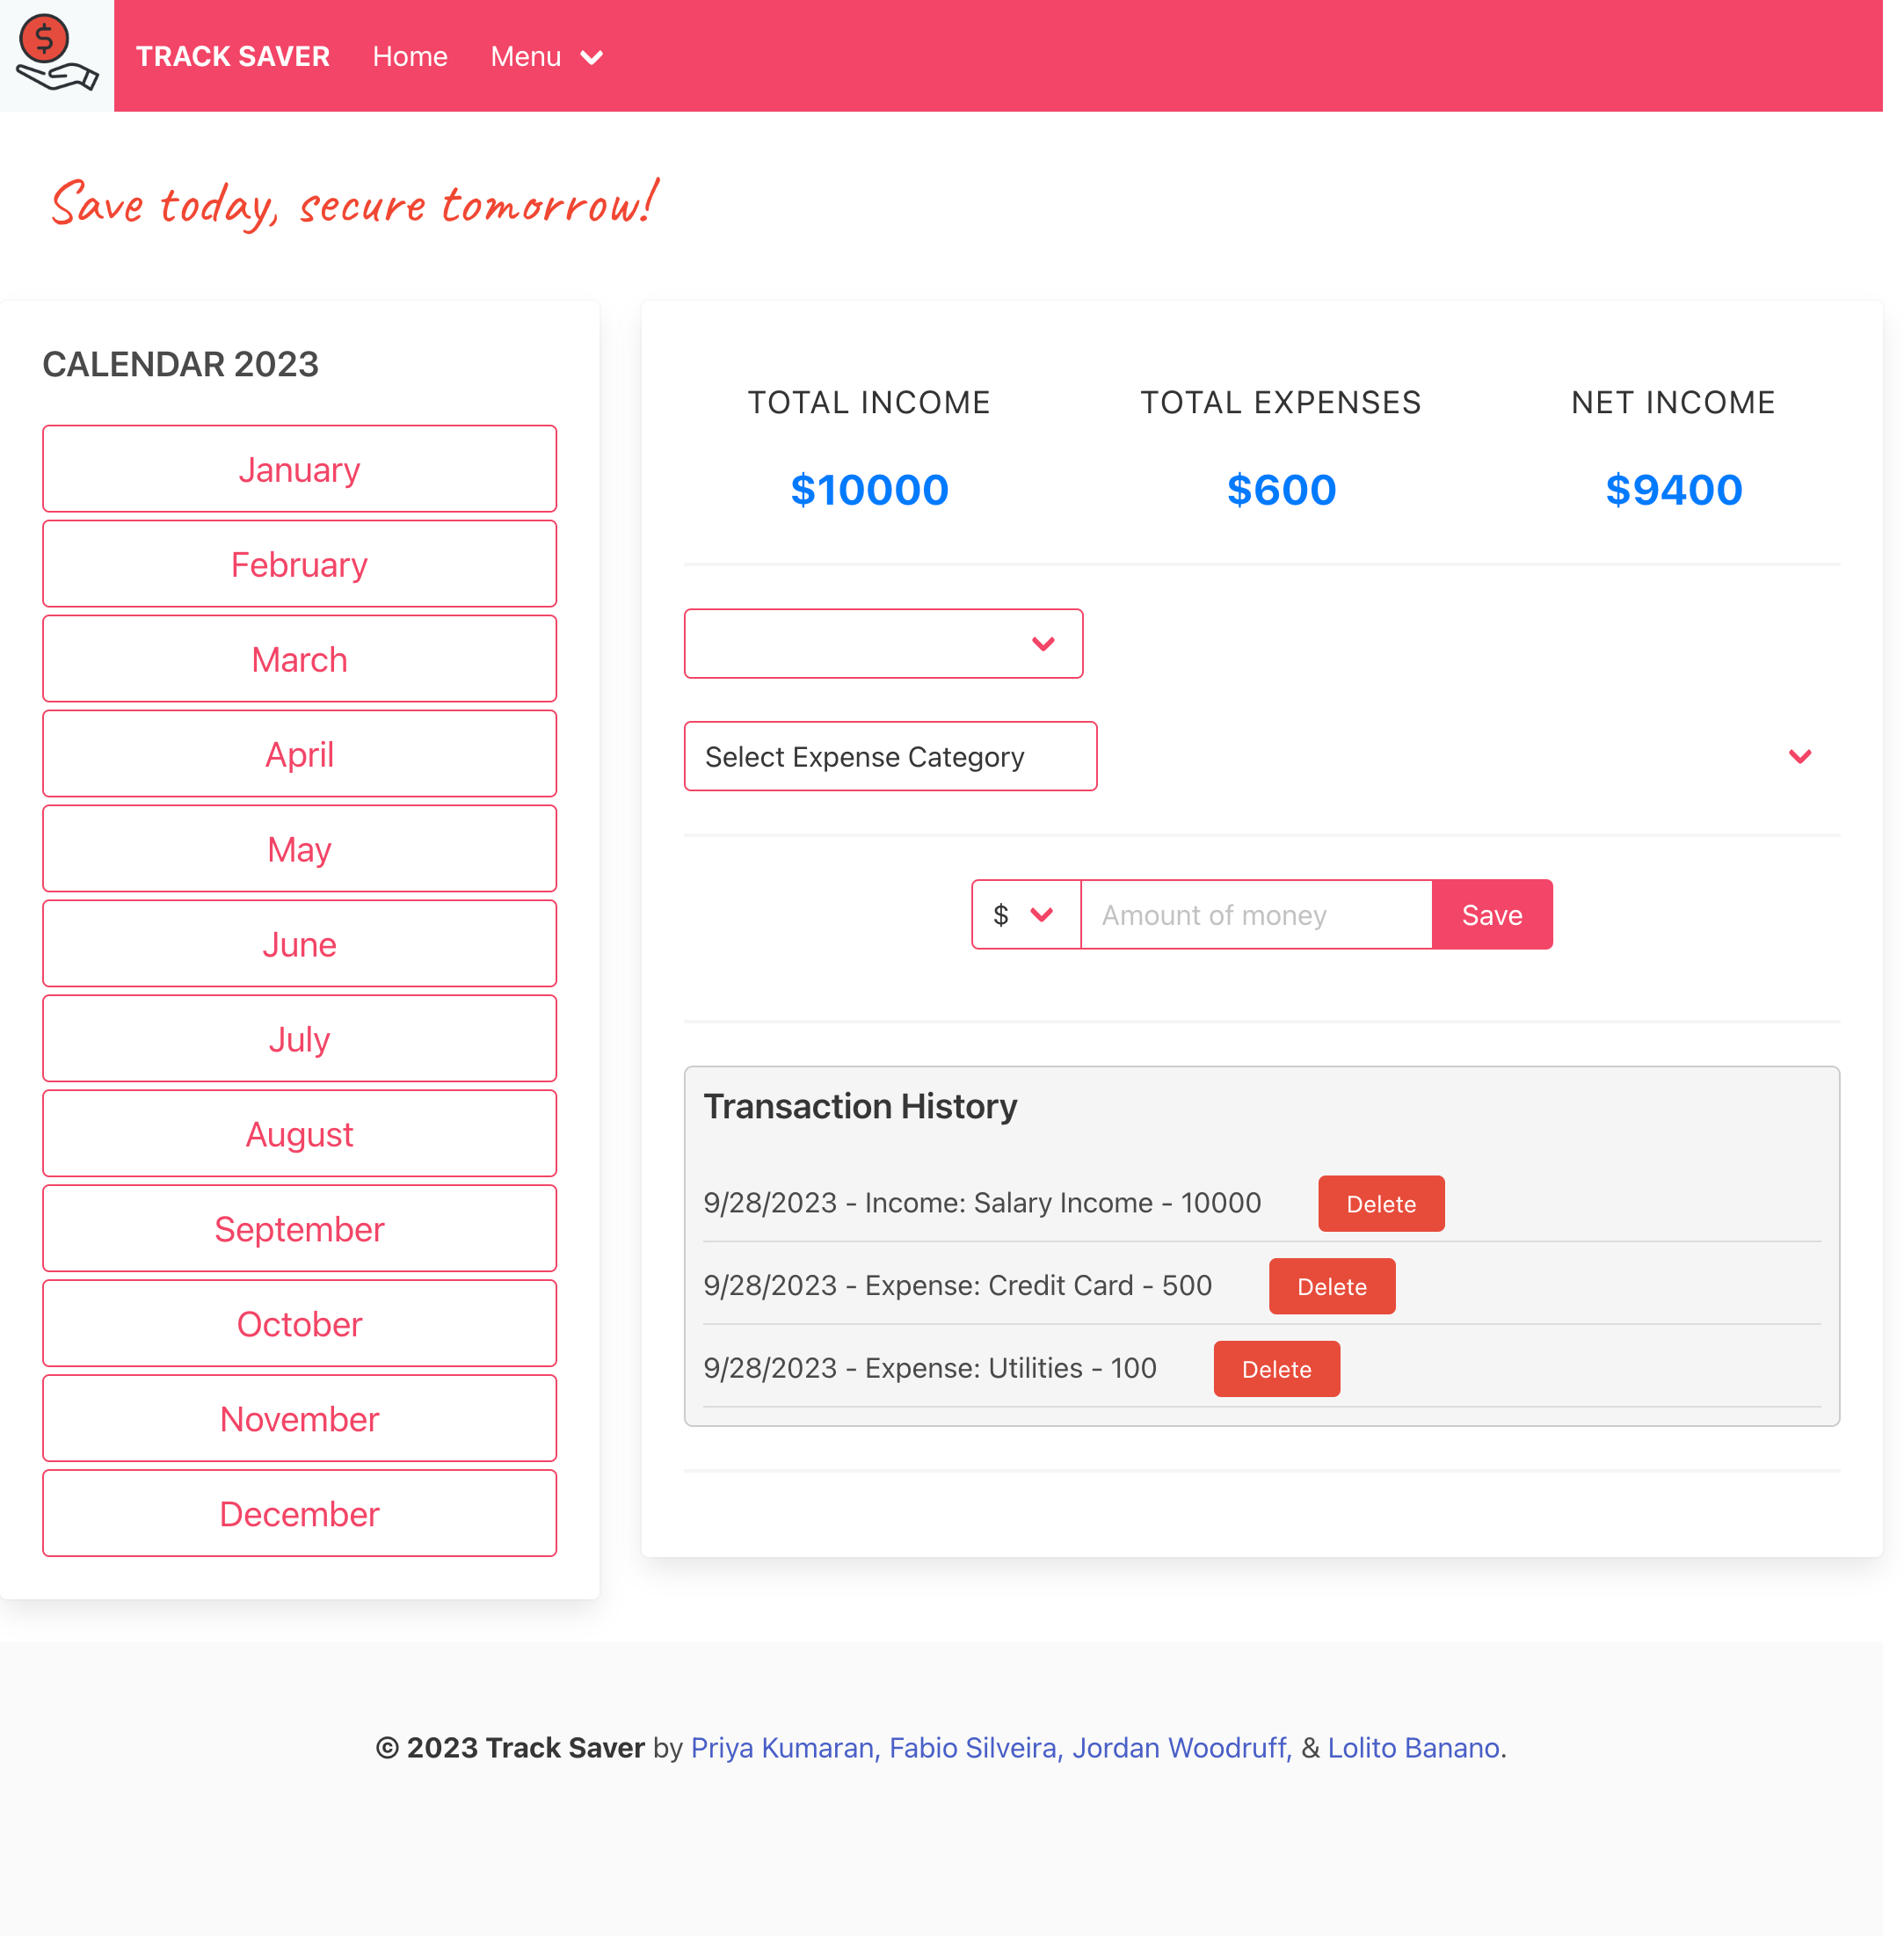 $
TRACK SAVER Home Menu
Save today, secure tomorrow!
CALENDAR 2023
January
February
March
April
May
June
July
August
September
October
November
December
TOTAL INCOME TOTAL EXPENSES NET INCOME
$10000 $600 $9400
Select Expense Category
$ Amount of money Save
Transaction History
9/28/2023 - Income: Salary Income - 10000 Delete
9/28/2023 - Expense: Credit Card - 500 Delete
9/28/2023 - Expense: Utilities - 100 Delete
© 2023 Track Saver by Priya Kumaran, Fabio Silveira, Jordan Woodruff, & Lolito Banano.